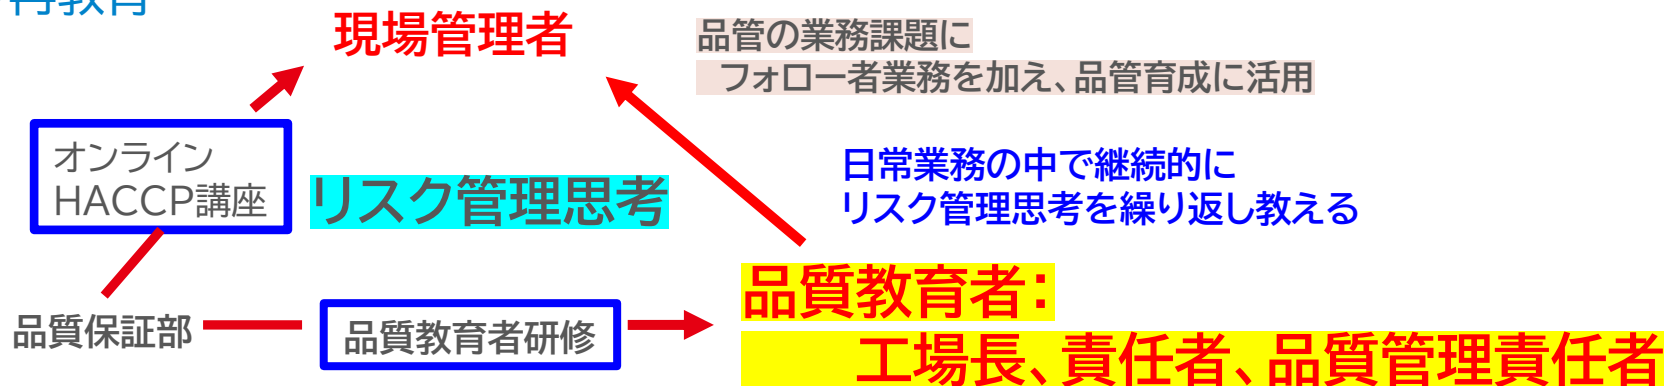 再教育
現場管理者
品管の業務課題に
フォロー者業務を加え、品管育成に活用
オンライン
HACCP講座
リスク管理思考
日常業務の中で継続的に
リスク管理思考を繰り返し教える
品質教育者：
工場長、責任者、品質管理責任者
品質保証部
品質教育者研修